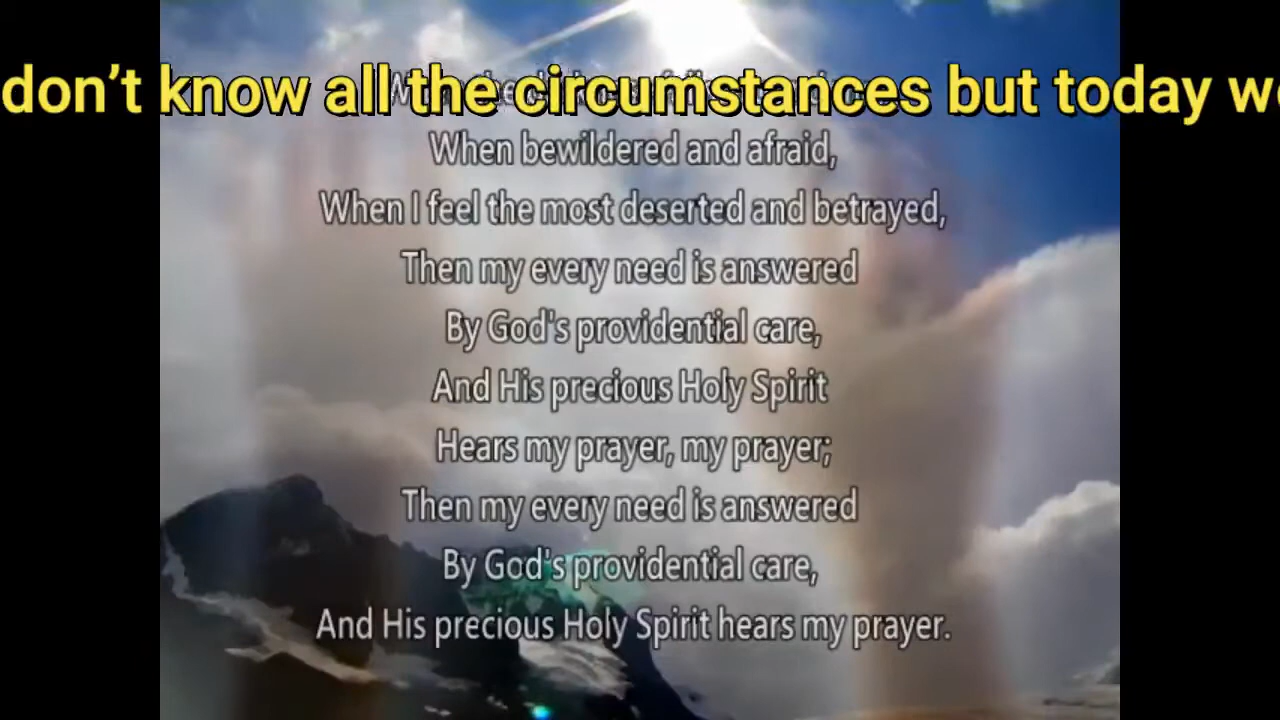 don’t know all the circumstances but today we
When bewildered and afraid,
When I feel the most deserted and betrayed,
Then my every need is answered
By God's providential care,
And His precious Holy Spirit
Hears my prayer, my prayer;
Then my every need is answered
By God's providential care,
And His precious Holy Spirit hears my prayer.